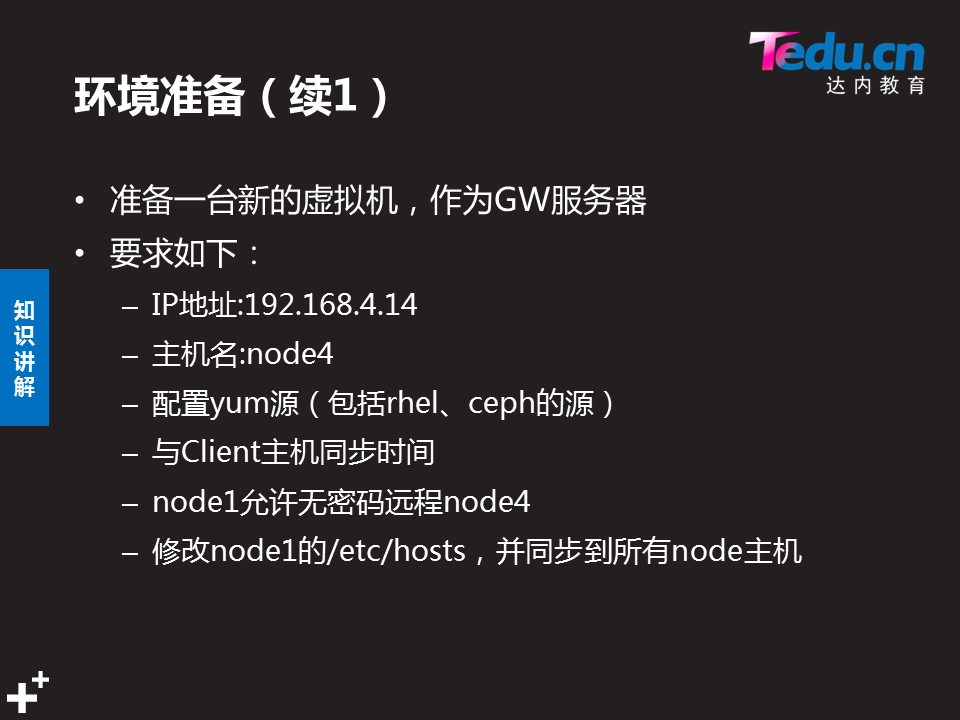 Tedu.cn
达内教育
环境准备（续1）
• 准备一台新的虚拟机，作为GW服务器
• 要求如下：
– IP地址:192.168.4.14
– 主机名:node4
– 配置yum源（包括rhel、ceph的源）
– 与Client主机同步时间
– node1允许无密码远程node4
– 修改node1的/etc/hosts，并同步到所有node主机
知识讲解